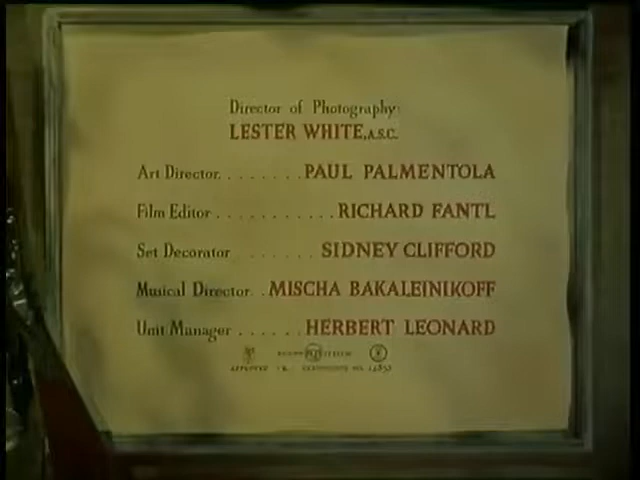 Director of Photography:
LESTER WHITE, A.S.C.
Art Director. . . . . . . . PAUL PALMENTOLA
Film Editor . . . . . . . . . . . RICHARD FANTL
Set Decorator . . . . . . . SIDNEY CLIFFORD
Musical Director. . MISCHA BAKALEINIKOFF
Unit Manager . . . . . . HERBERT LEONARD
RCA